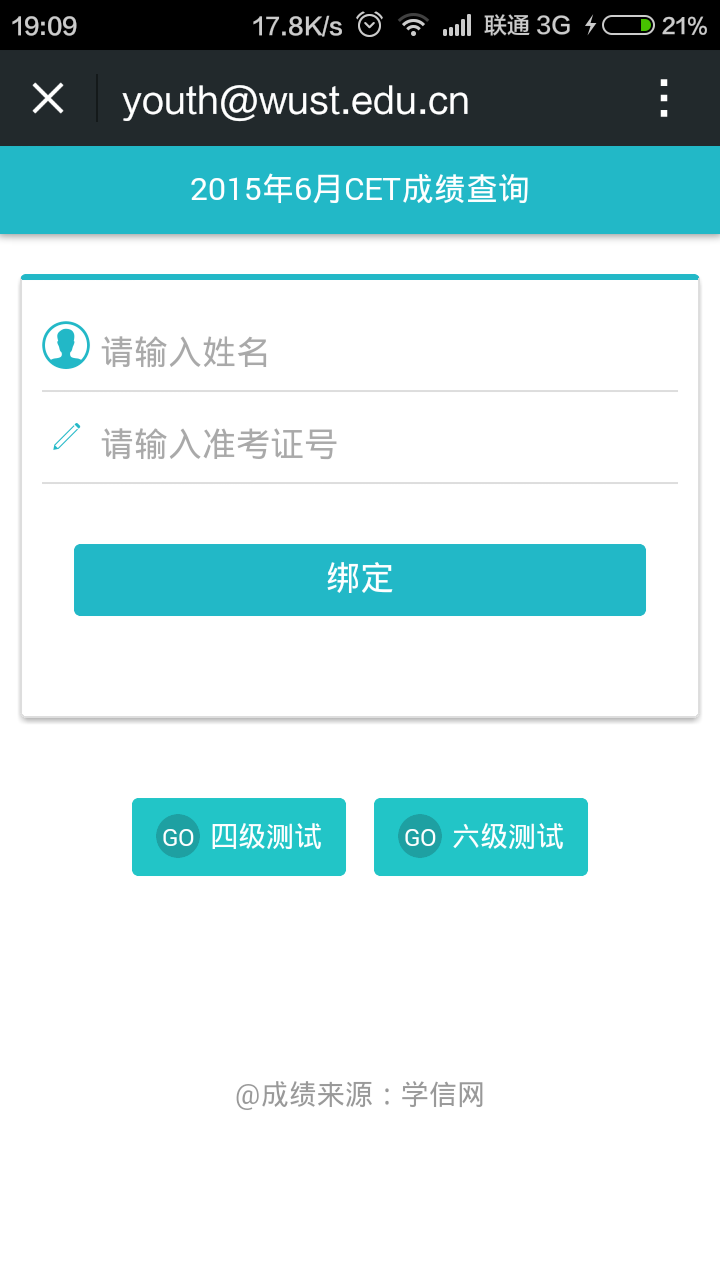 19:09 17.8K/s 联通 3G 21%
youth@wust.edu.cn
2015年6月CET成绩查询
请输入姓名
请输入准考证号
绑定
GO 四级测试 GO 六级测试
@成绩来源：学信网